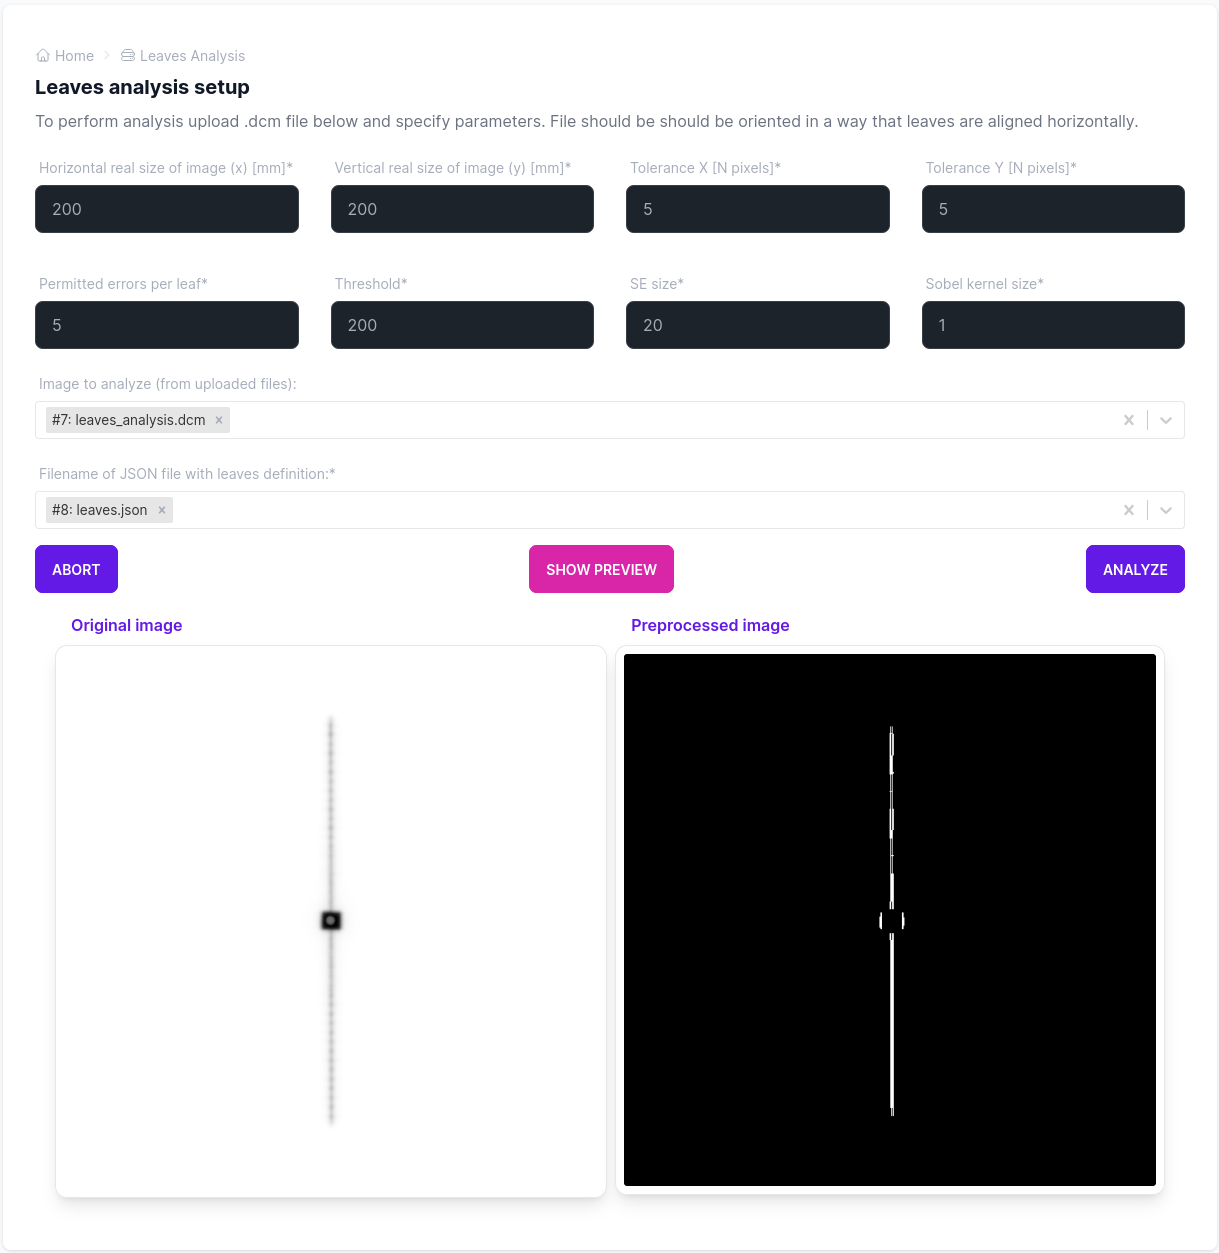 Home > Leaves Analysis
Leaves analysis setup
To perform analysis upload .dcm file below and specify parameters. File should be should be oriented in a way that leaves are aligned horizontally.
Horizontal real size of image (x) [mm]* Vertical real size of image (y) [mm]* Tolerance X [N pixels]* Tolerance Y [N pixels]*
200 200 5 5
Permitted errors per leaf* Threshold* SE size* Sobel kernel size*
5 200 20 1
Image to analyze (from uploaded files):
#7: leaves_analysis.dcm
Filename of JSON file with leaves definition:*
#8: leaves.json
ABORT SHOW PREVIEW ANALYZE
Original image Preprocessed image